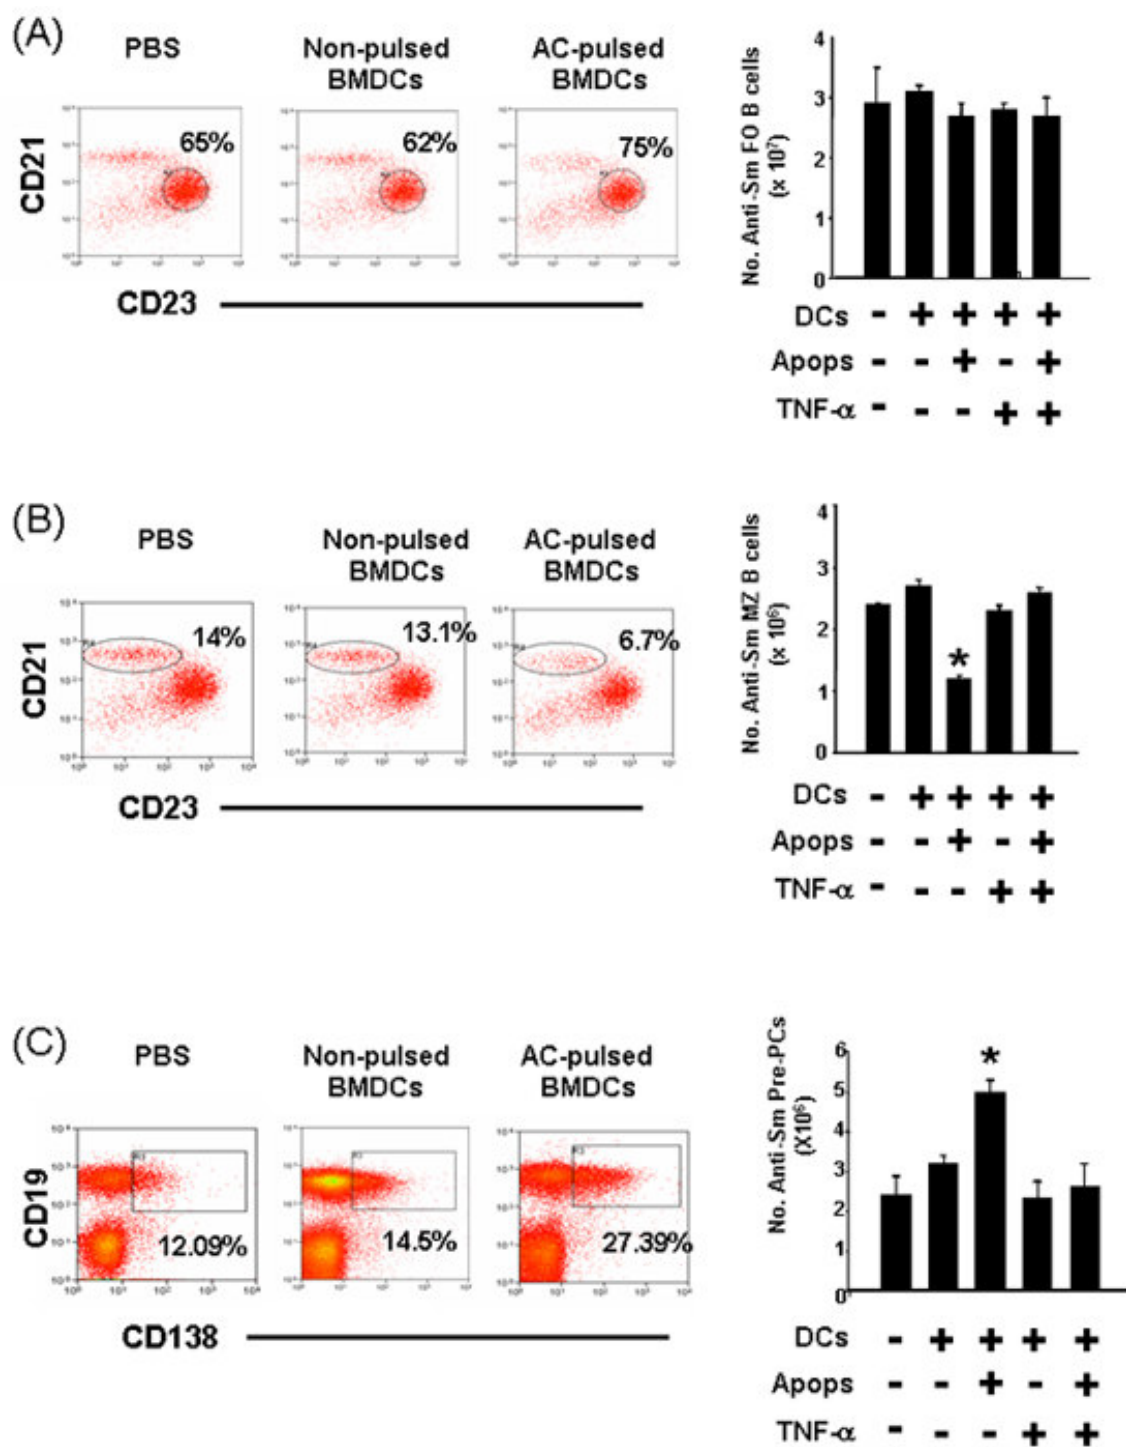 (A)
PBS
Non-pulsed
BMDCs
AC-pulsed
BMDCs
65%
62%
75%
CD21
CD23
No. Anti-Sm FO B cells
(x 10⁷)
4
3
2
1
0
DCs - + + + +
Apops - - + - +
TNF-α - - - + +
(B)
PBS
Non-pulsed
BMDCs
AC-pulsed
BMDCs
14%
13.1%
6.7%
CD21
CD23
No. Anti-Sm MZ B cells
(x 10⁶)
4
3
2
1
0
*
DCs - + + + +
Apops - - + - +
TNF-α - - - + +
(C)
PBS
Non-pulsed
BMDCs
AC-pulsed
BMDCs
12.09%
14.5%
27.39%
CD19
CD138
No. Anti-Sm Pre-PCs
(X10⁶)
6
5
4
3
2
1
0
*
DCs - + + + +
Apops - - + - +
TNF-α - - - + +